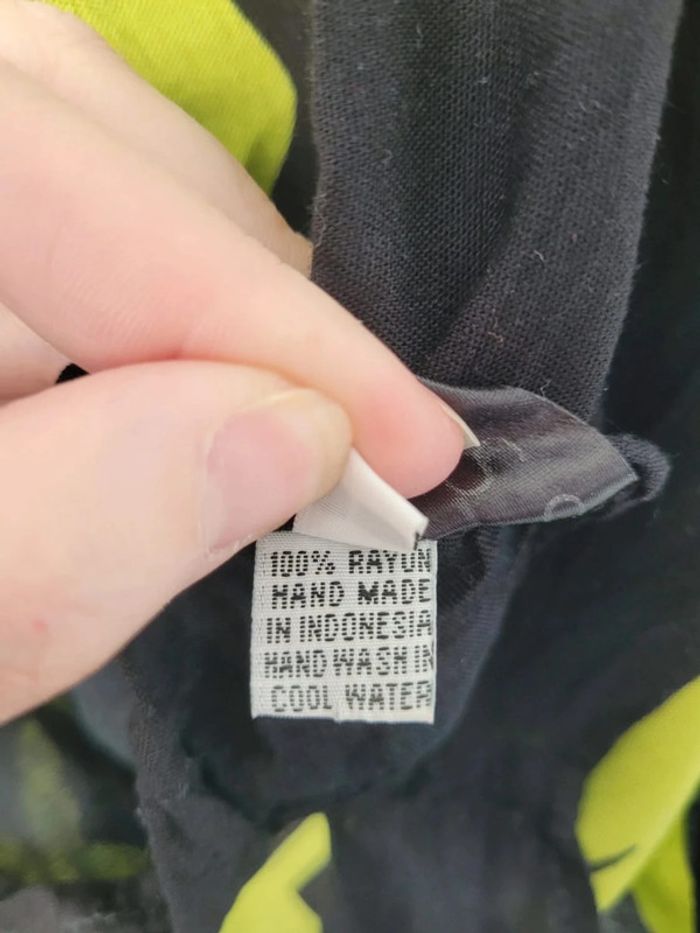 100% RAYON
HAND MADE
IN INDONESIA
HAND WASH IN
COOL WATER